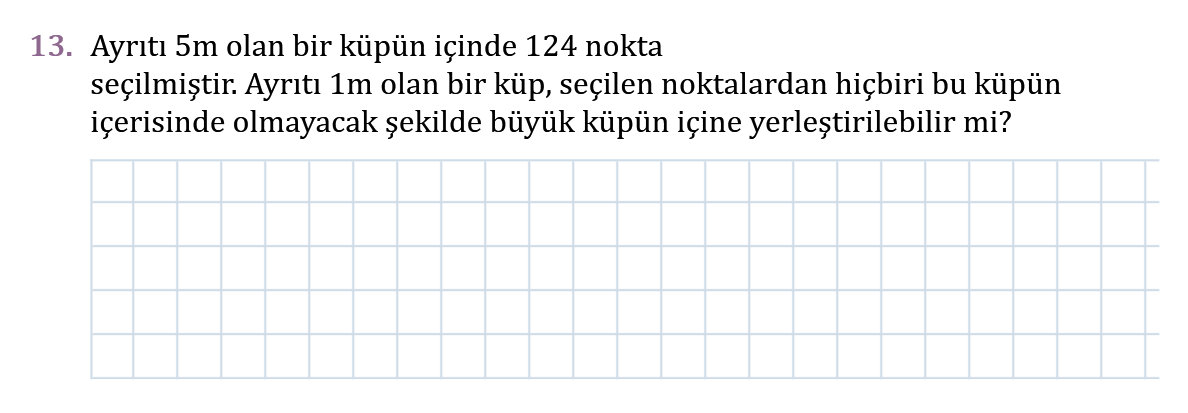 13. Ayrıtı 5m olan bir küpün içinde 124 nokta
seçilmiştir. Ayrıtı 1m olan bir küp, seçilen noktalardan hiçbiri bu küpün
içerisinde olmayacak şekilde büyük küpün içine yerleştirilebilir mi?